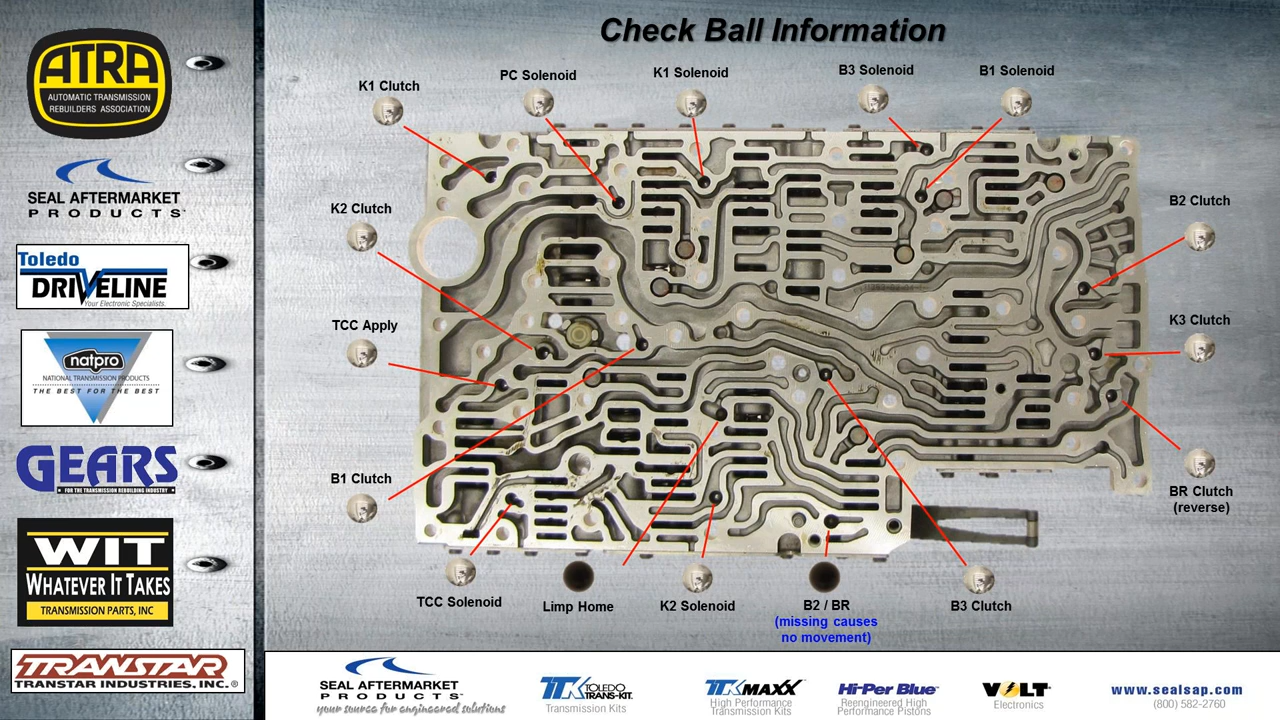 Check Ball Information
ATRA
AUTOMATIC TRANSMISSION
REBUILDERS ASSOCIATION
SEAL AFTERMARKET
PRODUCTS
Toledo
DRIVELINE
Your Electronic Specialists.
natpro
NATIONAL TRANSMISSION PRODUCTS
THE BEST FOR THE BEST
GEARS
FOR THE TRANSMISSION REBUILDING INDUSTRY
WIT
WHATEVER IT TAKES
TRANSMISSION PARTS, INC
TRANSTAR
TRANSTAR INDUSTRIES, INC.®
K1 Clutch
PC Solenoid
K1 Solenoid
B3 Solenoid
B1 Solenoid
K2 Clutch
B2 Clutch
TCC Apply
K3 Clutch
B1 Clutch
BR Clutch
(reverse)
TCC Solenoid
Limp Home
K2 Solenoid
B2 / BR
(missing causes
no movement)
B3 Clutch
SEAL AFTERMARKET
PRODUCTS
your source for engineered solutions
TTK TOLEDO
TRANS-KIT.
Transmission Kits
TTK MAXX
High Performance
Transmission Kits
Hi-Per Blue
Reengineered High
Performance Pistons
VOLT
Electronics
www.sealsap.com
(800) 582-2760